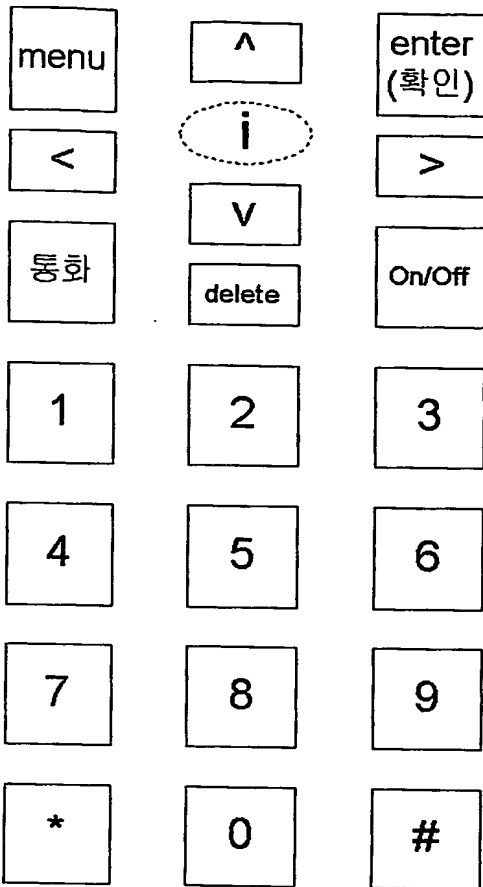 menu ^ enter
(확인)
i
< >
v
통화 delete On/Off
1 2 3
4 5 6
7 8 9
* 0 #